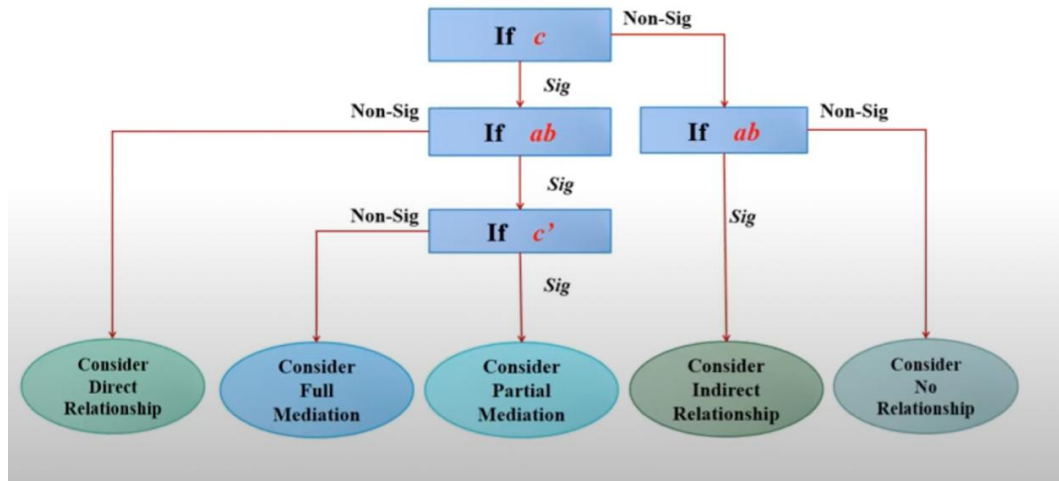 If c
Non-Sig
Sig
Non-Sig
If ab
If ab
Non-Sig
Sig
Sig
Non-Sig
If c’
Sig
Consider
Direct
Relationship
Consider
Full
Mediation
Consider
Partial
Mediation
Consider
Indirect
Relationship
Consider
No
Relationship